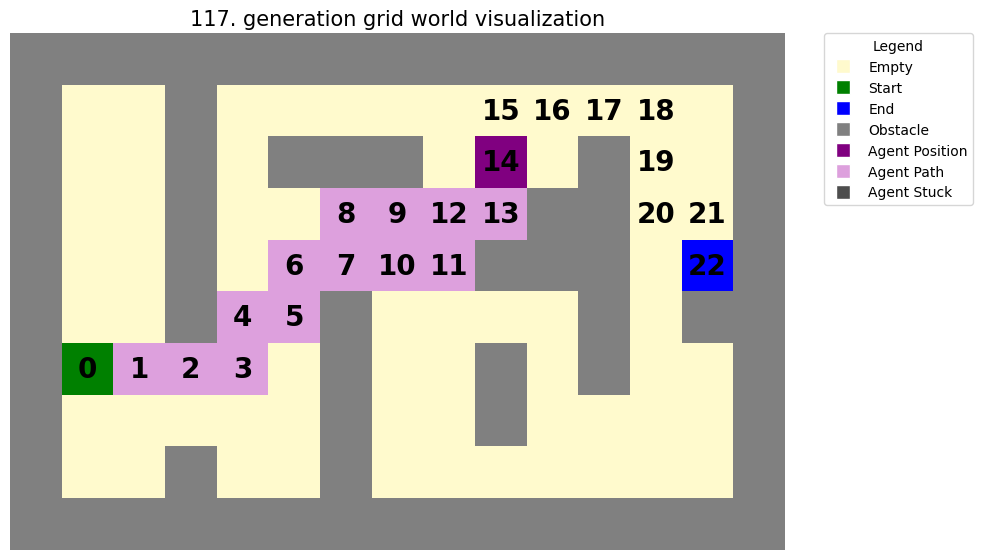 117. generation grid world visualization
15 16 17 18
14 19
8 9 12 13 20 21
6 7 10 11 22
4 5
0 1 2 3
Legend
Empty
Start
End
Obstacle
Agent Position
Agent Path
Agent Stuck